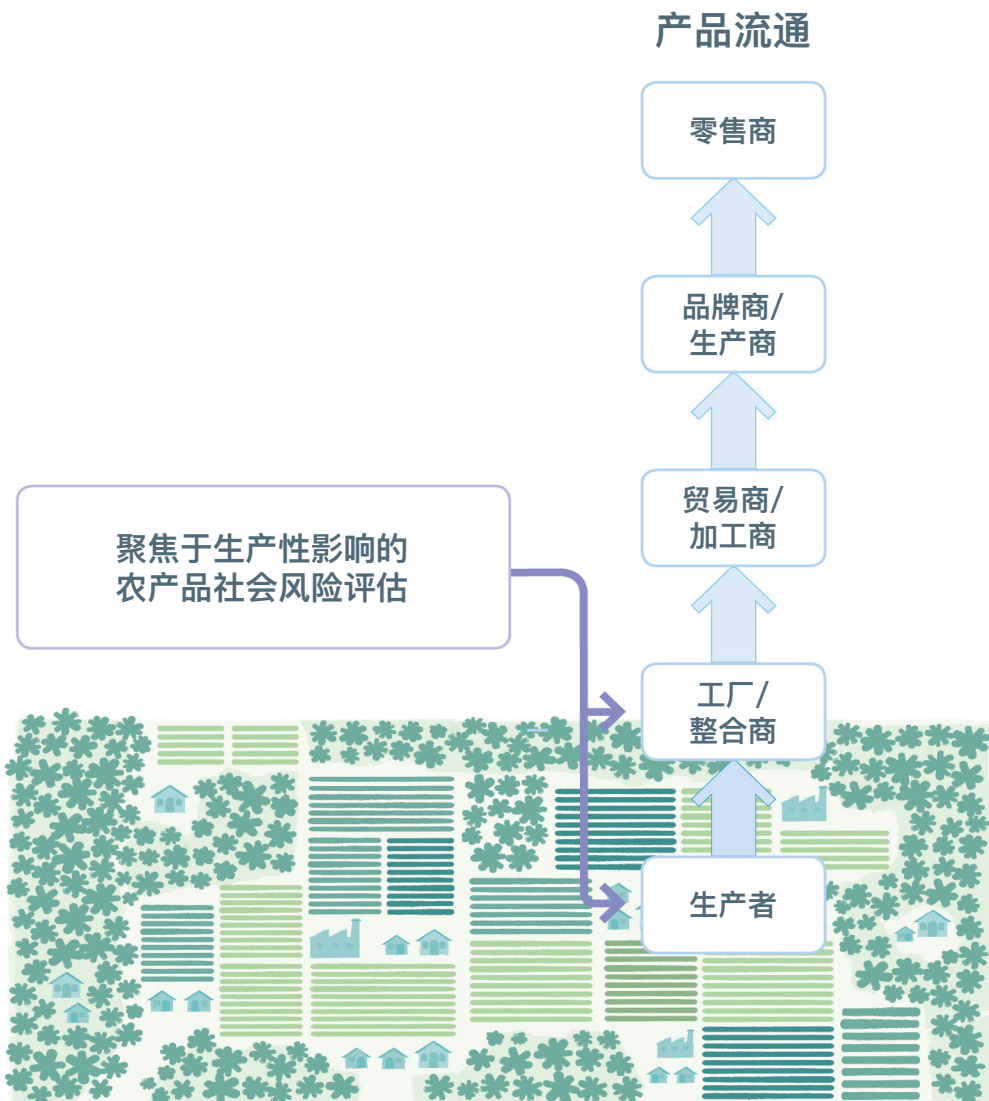 产品流通
零售商
品牌商/
生产商
贸易商/
加工商
聚焦于生产性影响的
农产品社会风险评估
工厂/
整合商
生产者